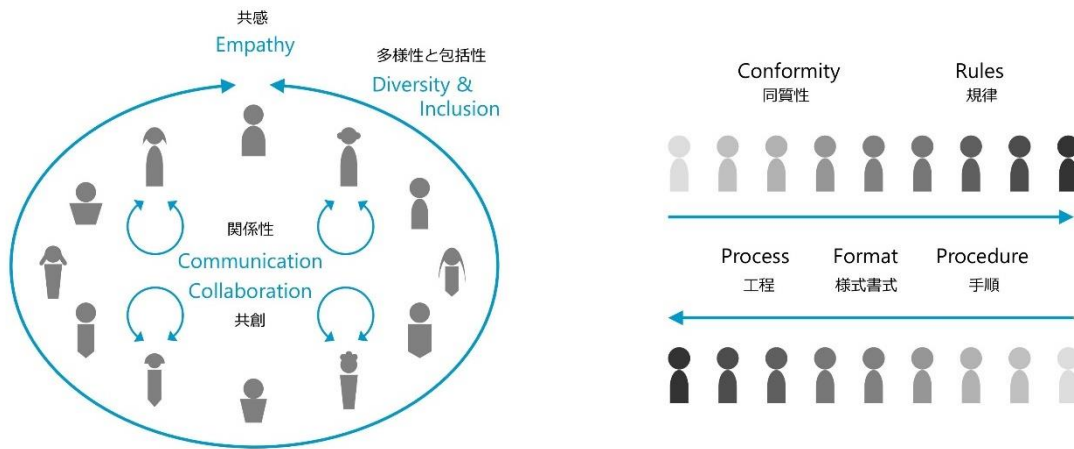 共感
Empathy
多様性と包括性
Diversity &
Inclusion
関係性
Communication
Collaboration
共創
Conformity
同質性
Rules
規律
Process
工程
Format
様式書式
Procedure
手順